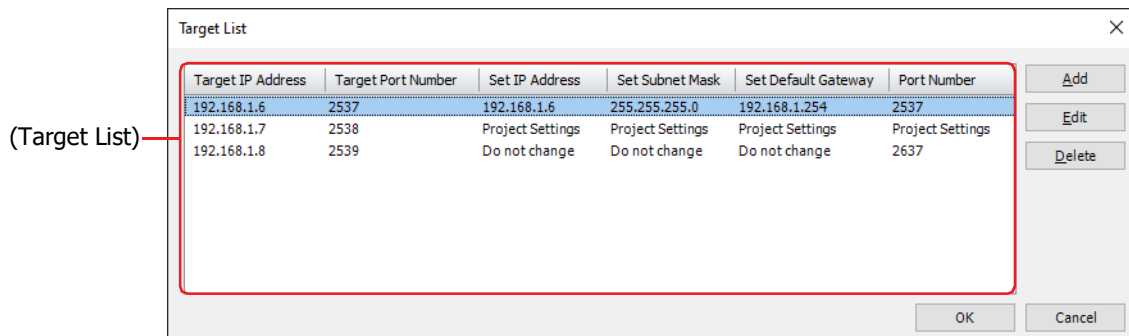 Target List
Target IP Address Target Port Number Set IP Address Set Subnet Mask Set Default Gateway Port Number Add
192.168.1.6 2537 192.168.1.6 255.255.255.0 192.168.1.254 2537
Edit
(Target List) 192.168.1.7 2538 Project Settings Project Settings Project Settings Project Settings
192.168.1.8 2539 Do not change Do not change Do not change 2637 Delete
OK Cancel